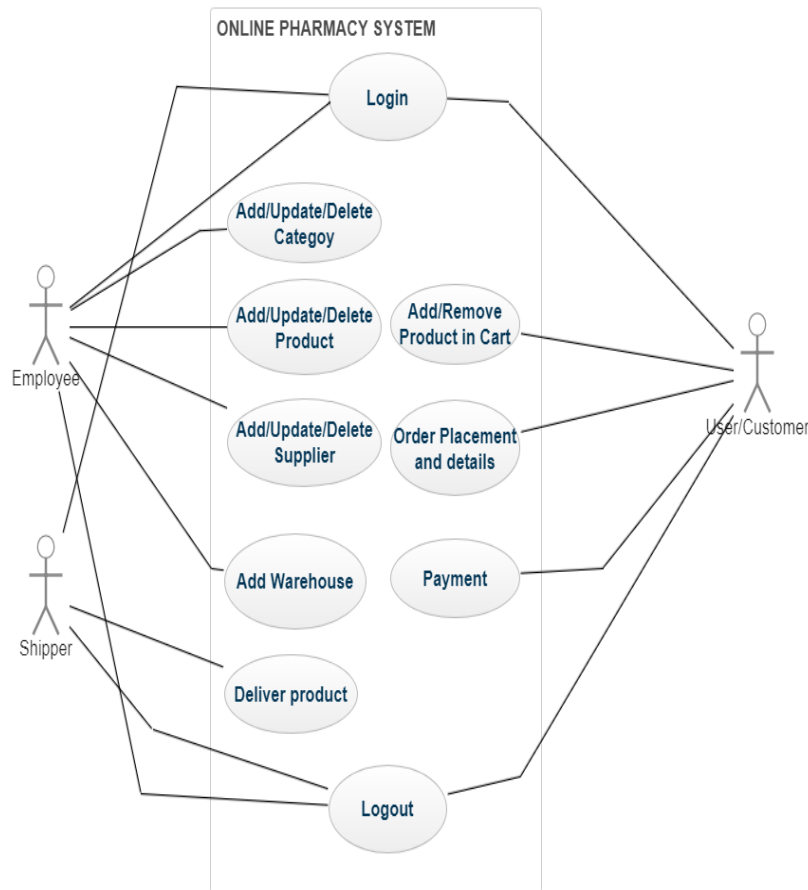 ONLINE PHARMACY SYSTEM
Login
Add/Update/Delete
Categoy
Add/Update/Delete
Product
Add/Remove
Product in Cart
Employee
User/Customer
Add/Update/Delete
Supplier
Order Placement
and details
Add Warehouse
Payment
Shipper
Deliver product
Logout